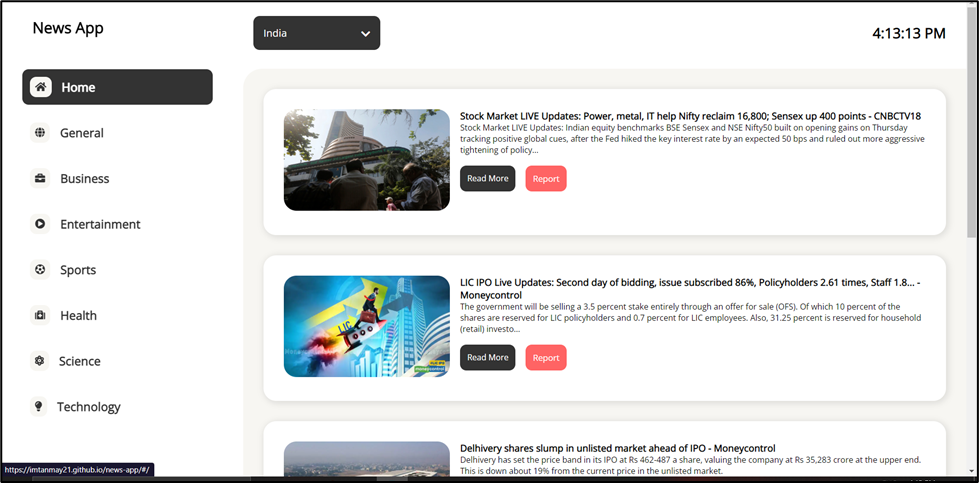 News App
India
4:13:13 PM
Home
General
Business
Entertainment
Sports
Health
Science
Technology
Stock Market LIVE Updates: Power, metal, IT help Nifty reclaim 16,800; Sensex up 400 points - CNBCTV18
Stock Market LIVE Updates: Indian equity benchmarks BSE Sensex and NSE Nifty50 built on opening gains on Thursday
tracking positive global cues, after the Fed hiked the key interest rate by an expected 50 bps and ruled out more aggressive
tightening of policy...
Read More
Report
LIC IPO Live Updates: Second day of bidding, issue subscribed 86%, Policyholders 2.61 times, Staff 1.8... -
Moneycontrol
The government will be selling a 3.5 percent stake entirely through an offer for sale (OFS). Of which 10 percent of the
shares are reserved for LIC policyholders and 0.7 percent for LIC employees. Also, 31.25 percent is reserved for household
(retail) investo...
LIC
Read More
Report
Delhivery shares slump in unlisted market ahead of IPO - Moneycontrol
Delhivery has set the price band in its IPO at Rs 462-487 a share, valuing the company at Rs 35,283 crore at the upper end.
This is down about 19% from the current price in the unlisted market.
https://imtanmay21.github.io/news-app/#/